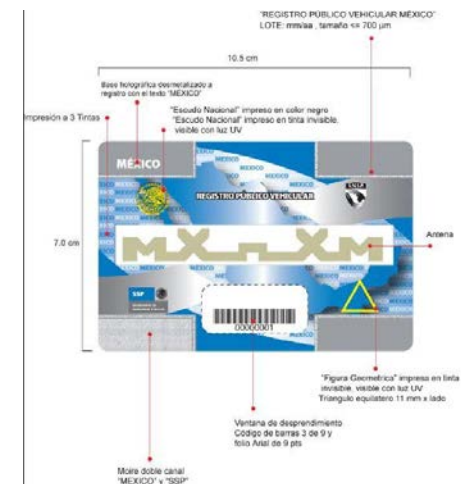 "REGISTRO PÚBLICO VEHICULAR MÉXICO"
LOTE: mm/aa , tamaño <= 700 µm
10.5 cm
Base holográfica desmetalizado a
registro con el texto "MÉXICO"
"Escudo Nacional" impreso en color negro
"Escudo Nacional" impreso en tinta invisible,
visible con luz UV
Impresión a 3 Tintas
MÉXICO
REGISTRO PÚBLICO VEHICULAR
7.0 cm
Antena
SSP
00000001
"Figura Geometrica" impresa en tinta
invisible, visible con luz UV
Triangulo equilatero 11 mm x lado
Ventana de desprendimiento
Código de barras 3 de 9 y
folio Arial de 9 pts
Moire doble canal
"MEXICO" y "SSP"